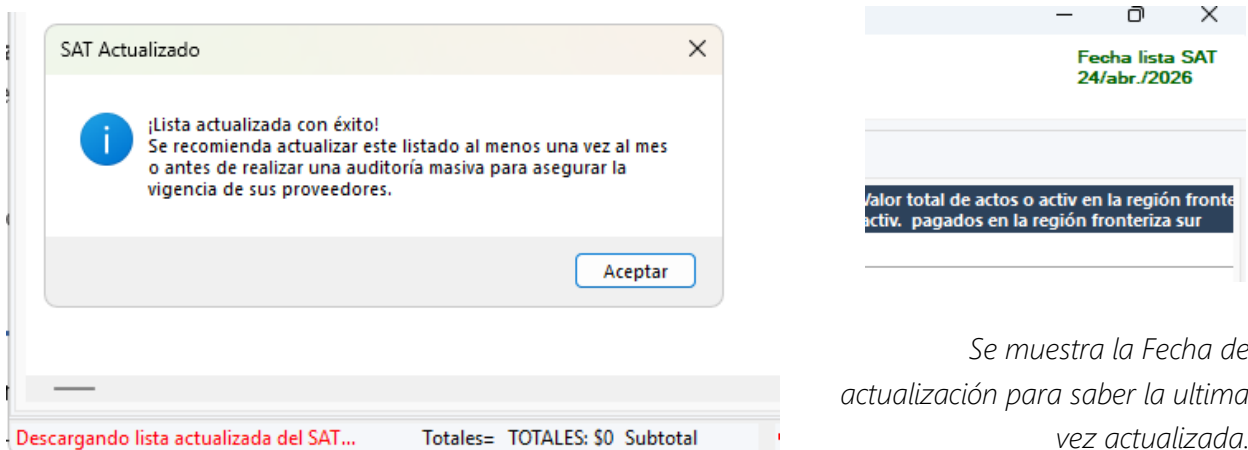 SAT Actualizado
¡Lista actualizada con éxito!
Se recomienda actualizar este listado al menos una vez al mes
o antes de realizar una auditoría masiva para asegurar la
vigencia de sus proveedores.
Aceptar
Descargando lista actualizada del SAT...
Totales= TOTALES: $0 Subtotal
Fecha lista SAT
24/abr./2026
total de actos o activ en la región
pagados en la región fronteriza sur
Se muestra la Fecha de
actualización para saber la ultima
vez actualizada.